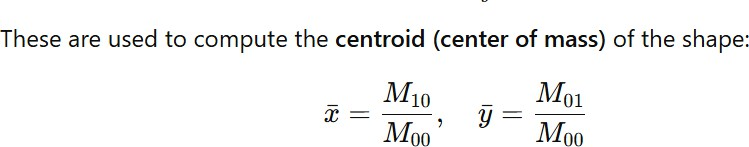 These are used to compute the centroid (center of mass) of the shape:
x̄ = M₁₀ / M₀₀, ȳ = M₀₁ / M₀₀